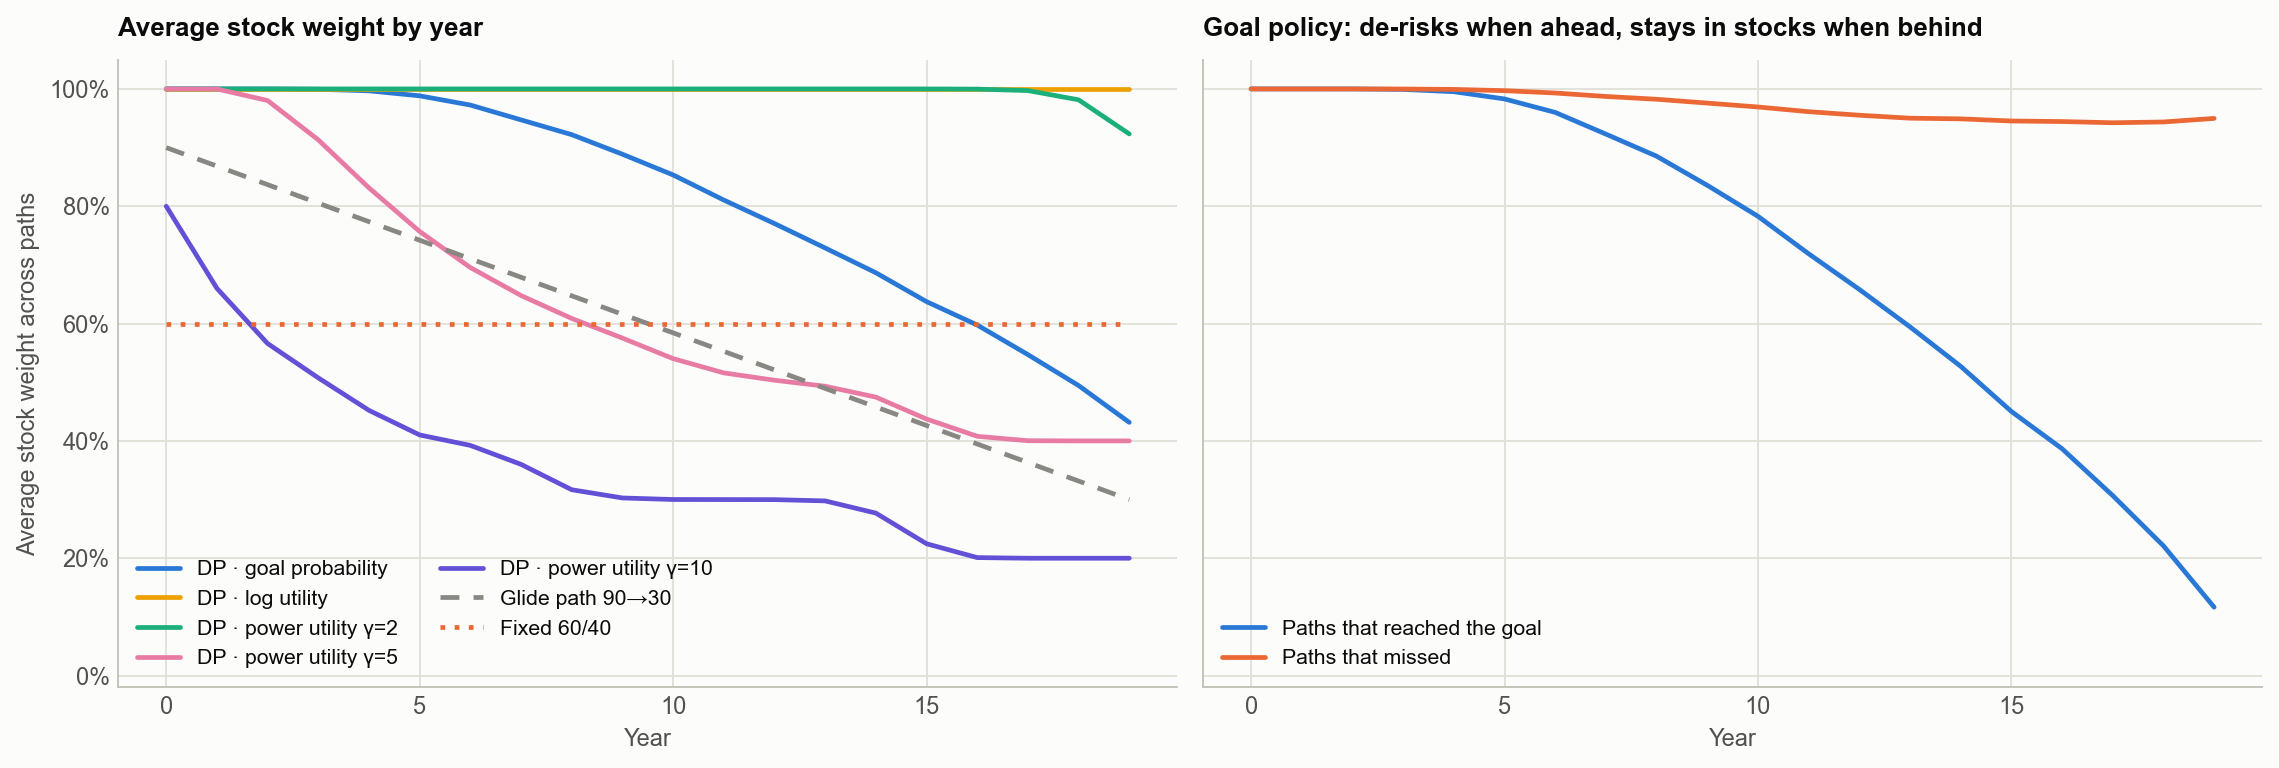 Average stock weight by year
Average stock weight across paths
100%
80%
60%
40%
20%
0%
DP · goal probability
DP · log utility
DP · power utility γ=2
DP · power utility γ=5
DP · power utility γ=10
Glide path 90→30
Fixed 60/40
0
5
10
15
Year
Goal policy: de-risks when ahead, stays in stocks when behind
Paths that reached the goal
Paths that missed
0
5
10
15
Year